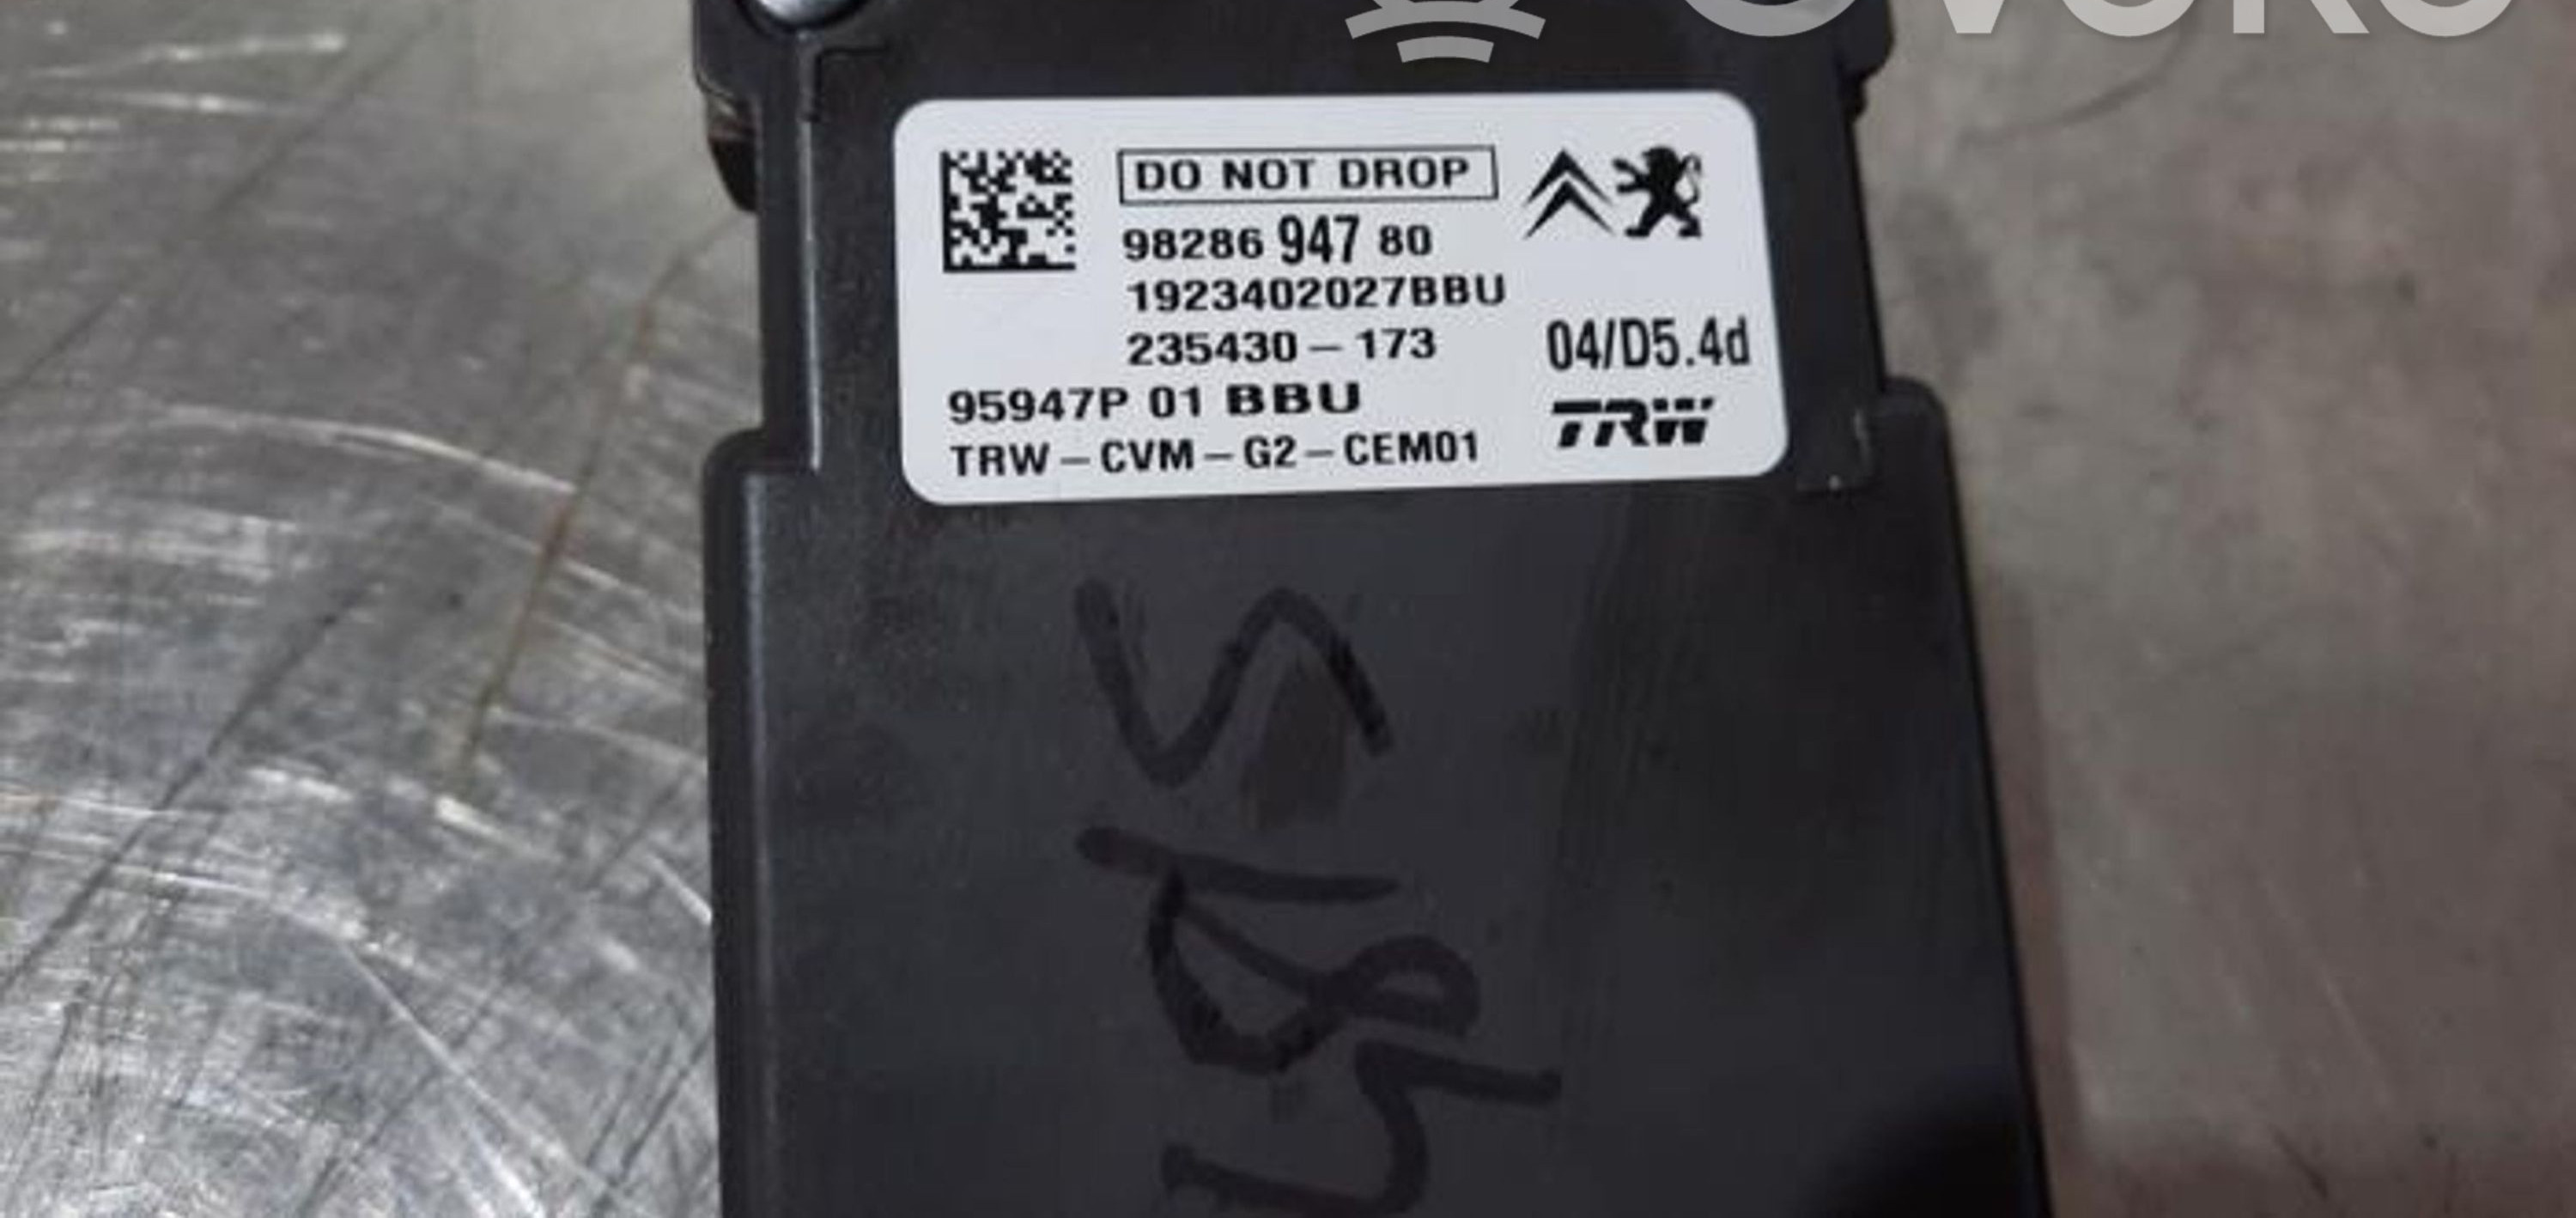 OVOKO
DO NOT DROP
98286 947 80
1923402027BBU
235430 – 173
04/D5.4d
95947P 01 BBU
TRW – CVM – G2 – CEM01
TRW